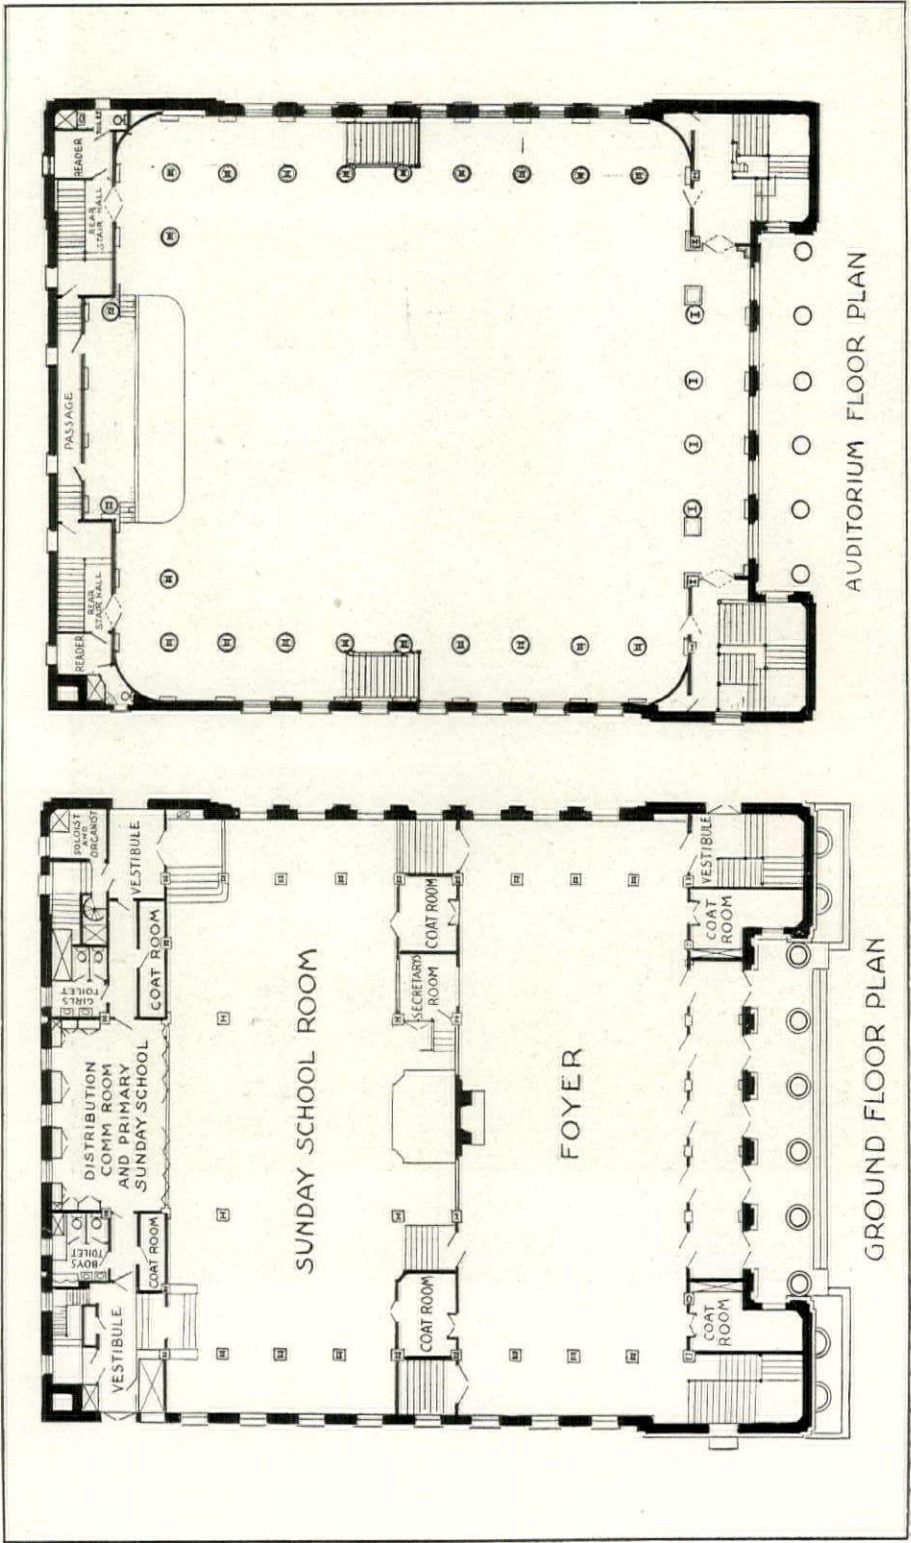 TOILET
READER
REAR
STAIR HALL
PASSAGE
REAR
STAIR HALL
READER
AUDITORIUM FLOOR PLAN
SOLOIST
AND
ORGANIST
VESTIBULE
GIRLS
TOILET
COAT ROOM
DISTRIBUTION
COMM ROOM
AND PRIMARY
SUNDAY SCHOOL
BOYS
TOILET
COAT ROOM
VESTIBULE
SUNDAY SCHOOL ROOM
COAT ROOM
SECRETARYS
ROOM
COAT ROOM
FOYER
VESTIBULE
COAT
ROOM
COAT
ROOM
GROUND FLOOR PLAN